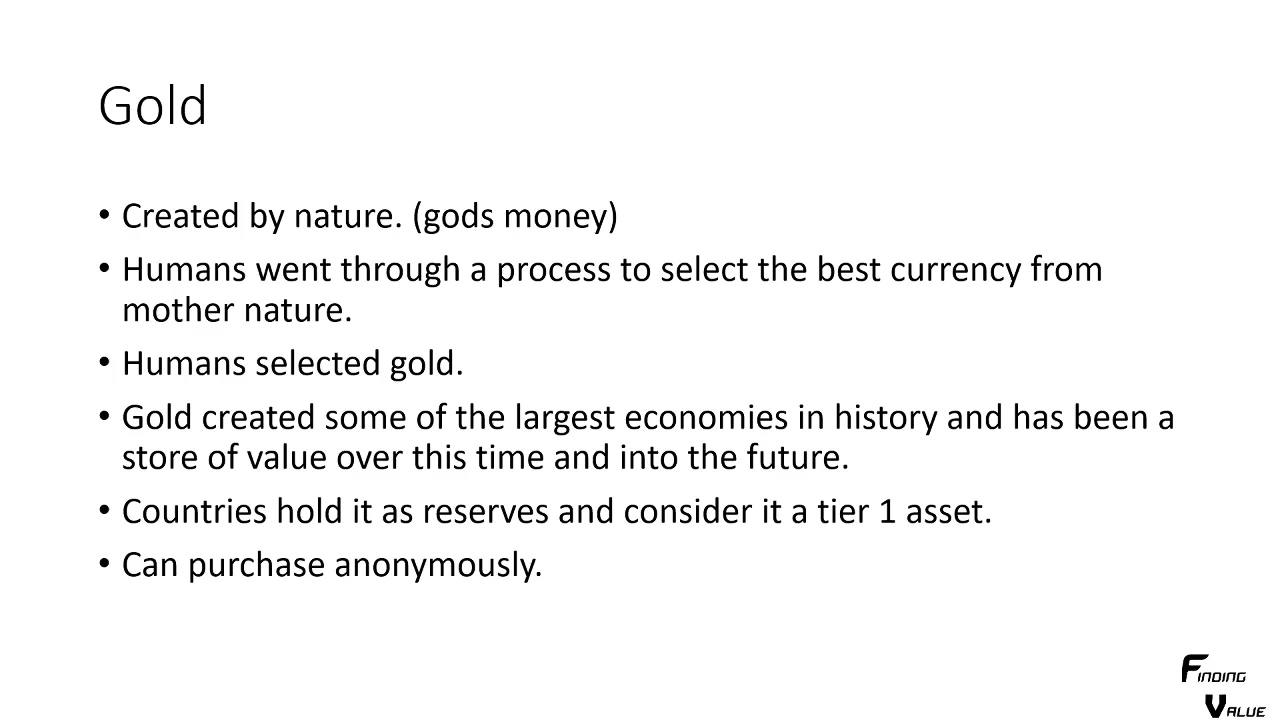 Gold
• Created by nature. (gods money)
• Humans went through a process to select the best currency from
mother nature.
• Humans selected gold.
• Gold created some of the largest economies in history and has been a
store of value over this time and into the future.
• Countries hold it as reserves and consider it a tier 1 asset.
• Can purchase anonymously.
Finding
Value